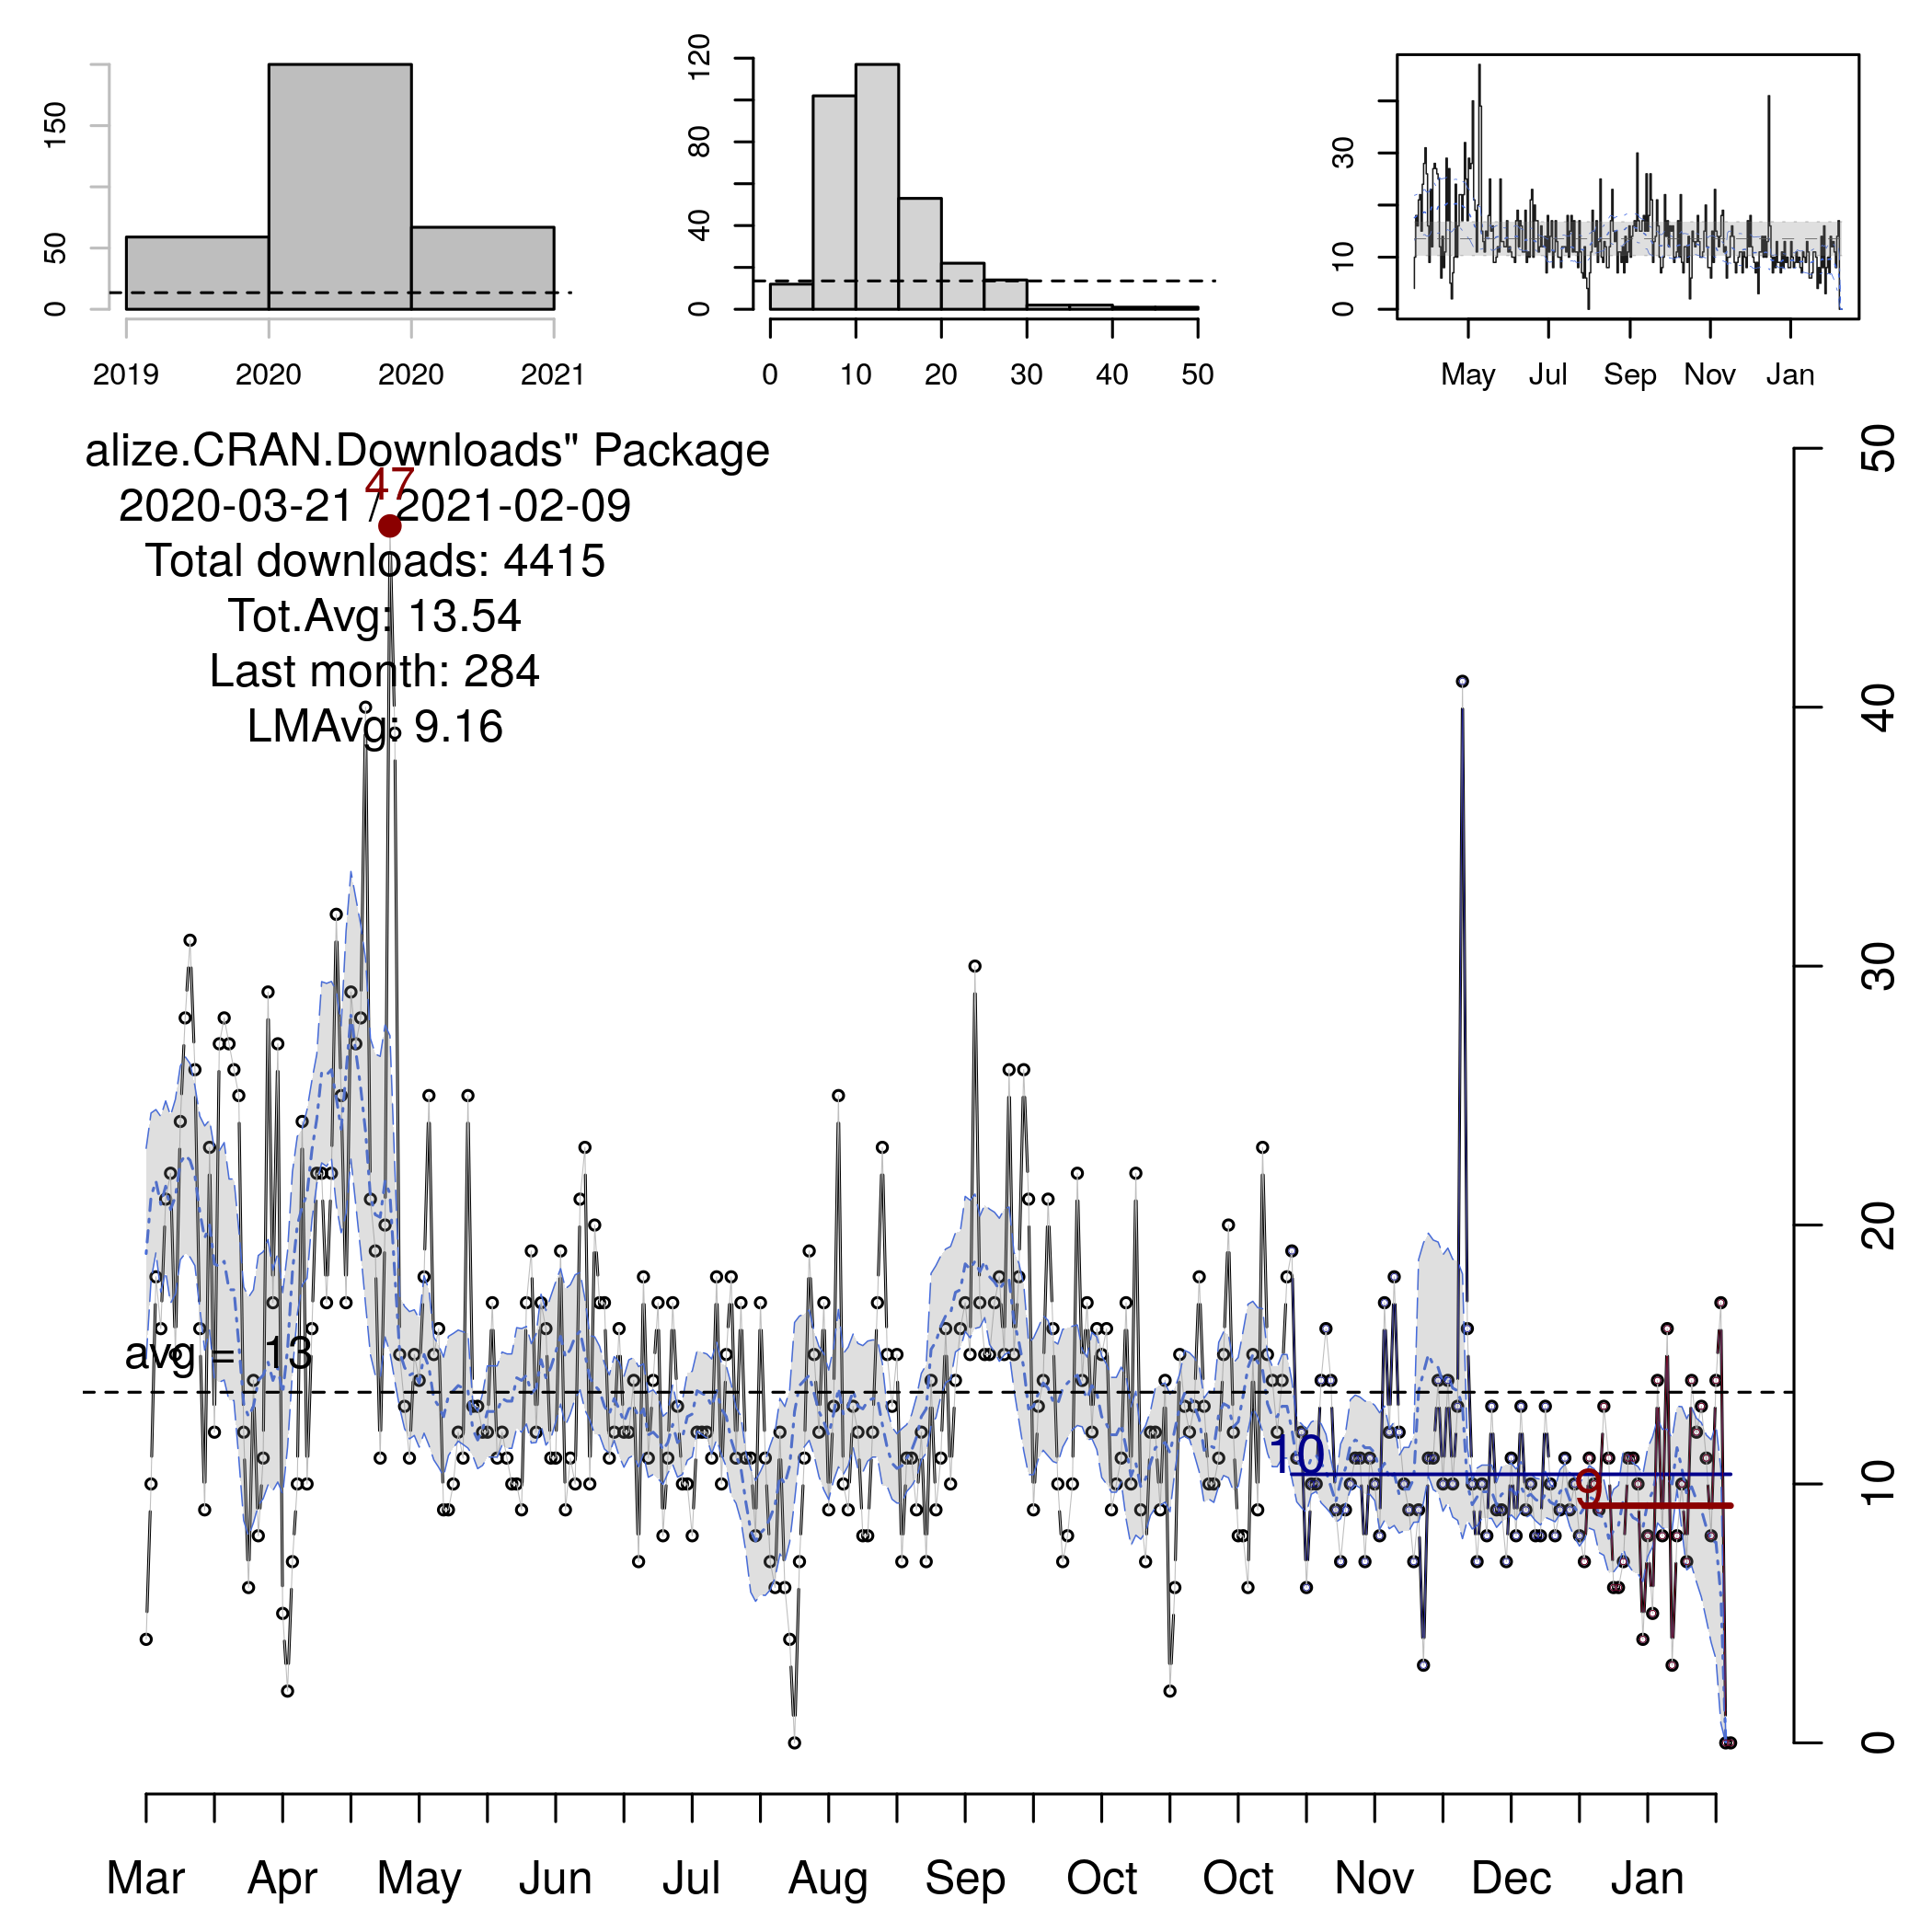 150
50
0
2019 2020 2020 2021
120
80
40
0
0 10 20 30 40 50
30
10
0
May Jul Sep Nov Jan
alize.CRAN.Downloads" Package
47
2020-03-21 / 2021-02-09
Total downloads: 4415
Tot.Avg: 13.54
Last month: 284
LMAvg: 9.16
avg = 13
10
9
50
40
30
20
10
0
Mar Apr May Jun Jul Aug Sep Oct Oct Nov Dec Jan